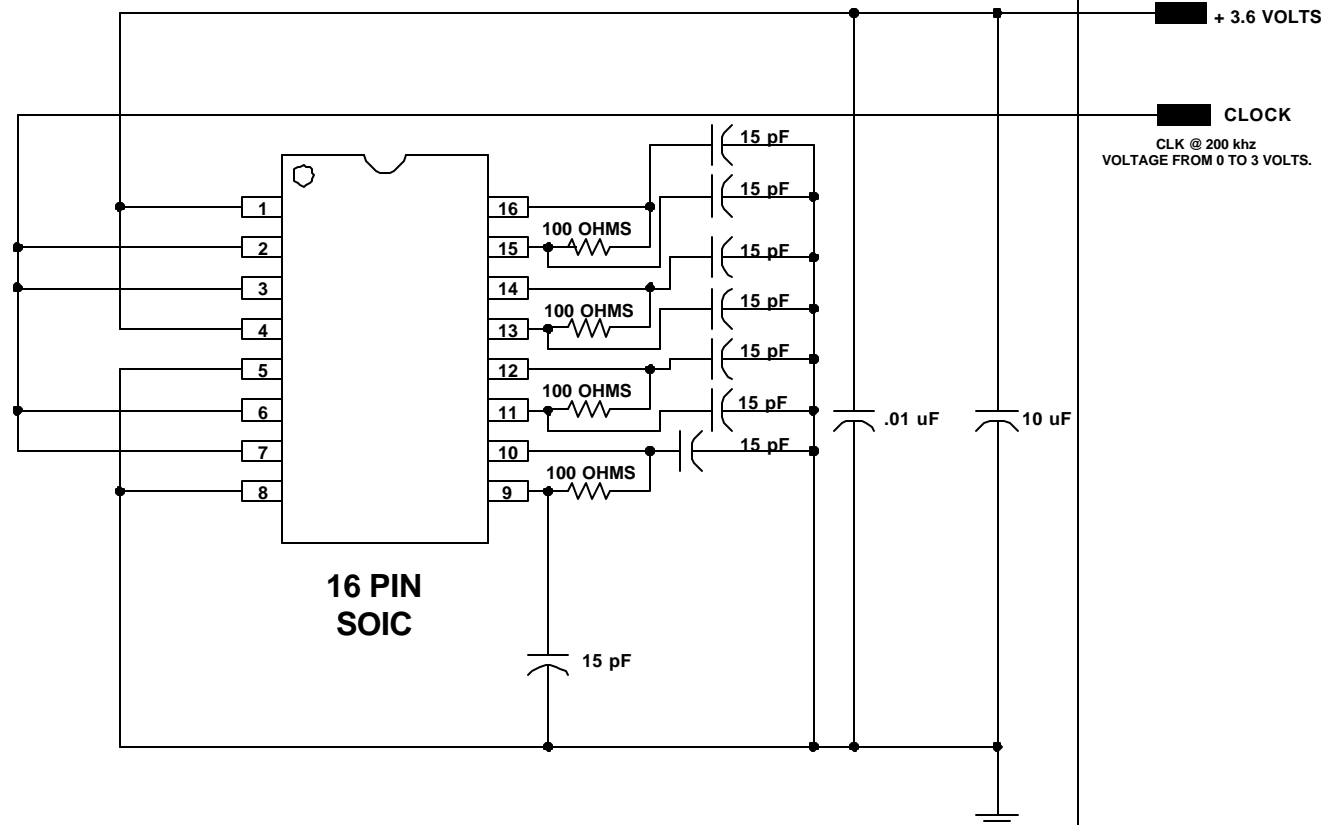 + 3.6 VOLTS
CLOCK
CLK @ 200 khz
VOLTAGE FROM 0 TO 3 VOLTS.
15 pF
15 pF
1
16
100 OHMS
2
15
15 pF
3
14
15 pF
100 OHMS
4
13
15 pF
5
12
100 OHMS
15 pF
6
11
.01 uF
10 uF
7
10
15 pF
100 OHMS
8
9
16 PIN
SOIC
15 pF